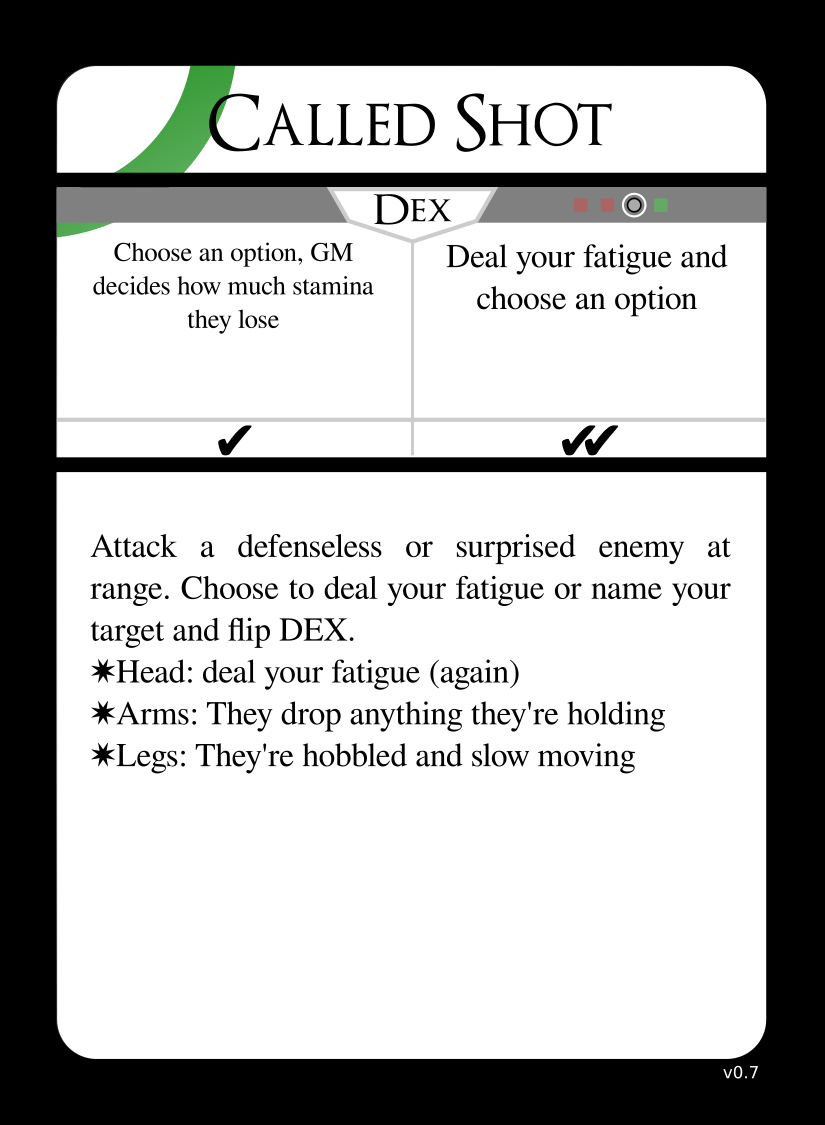 CALLED SHOT
DEX
Choose an option, GM
decides how much stamina
they lose
Deal your fatigue and
choose an option
✔
✔✔
Attack a defenseless or surprised enemy at
range. Choose to deal your fatigue or name your
target and flip DEX.
✷Head: deal your fatigue (again)
✷Arms: They drop anything they're holding
✷Legs: They're hobbled and slow moving
v0.7